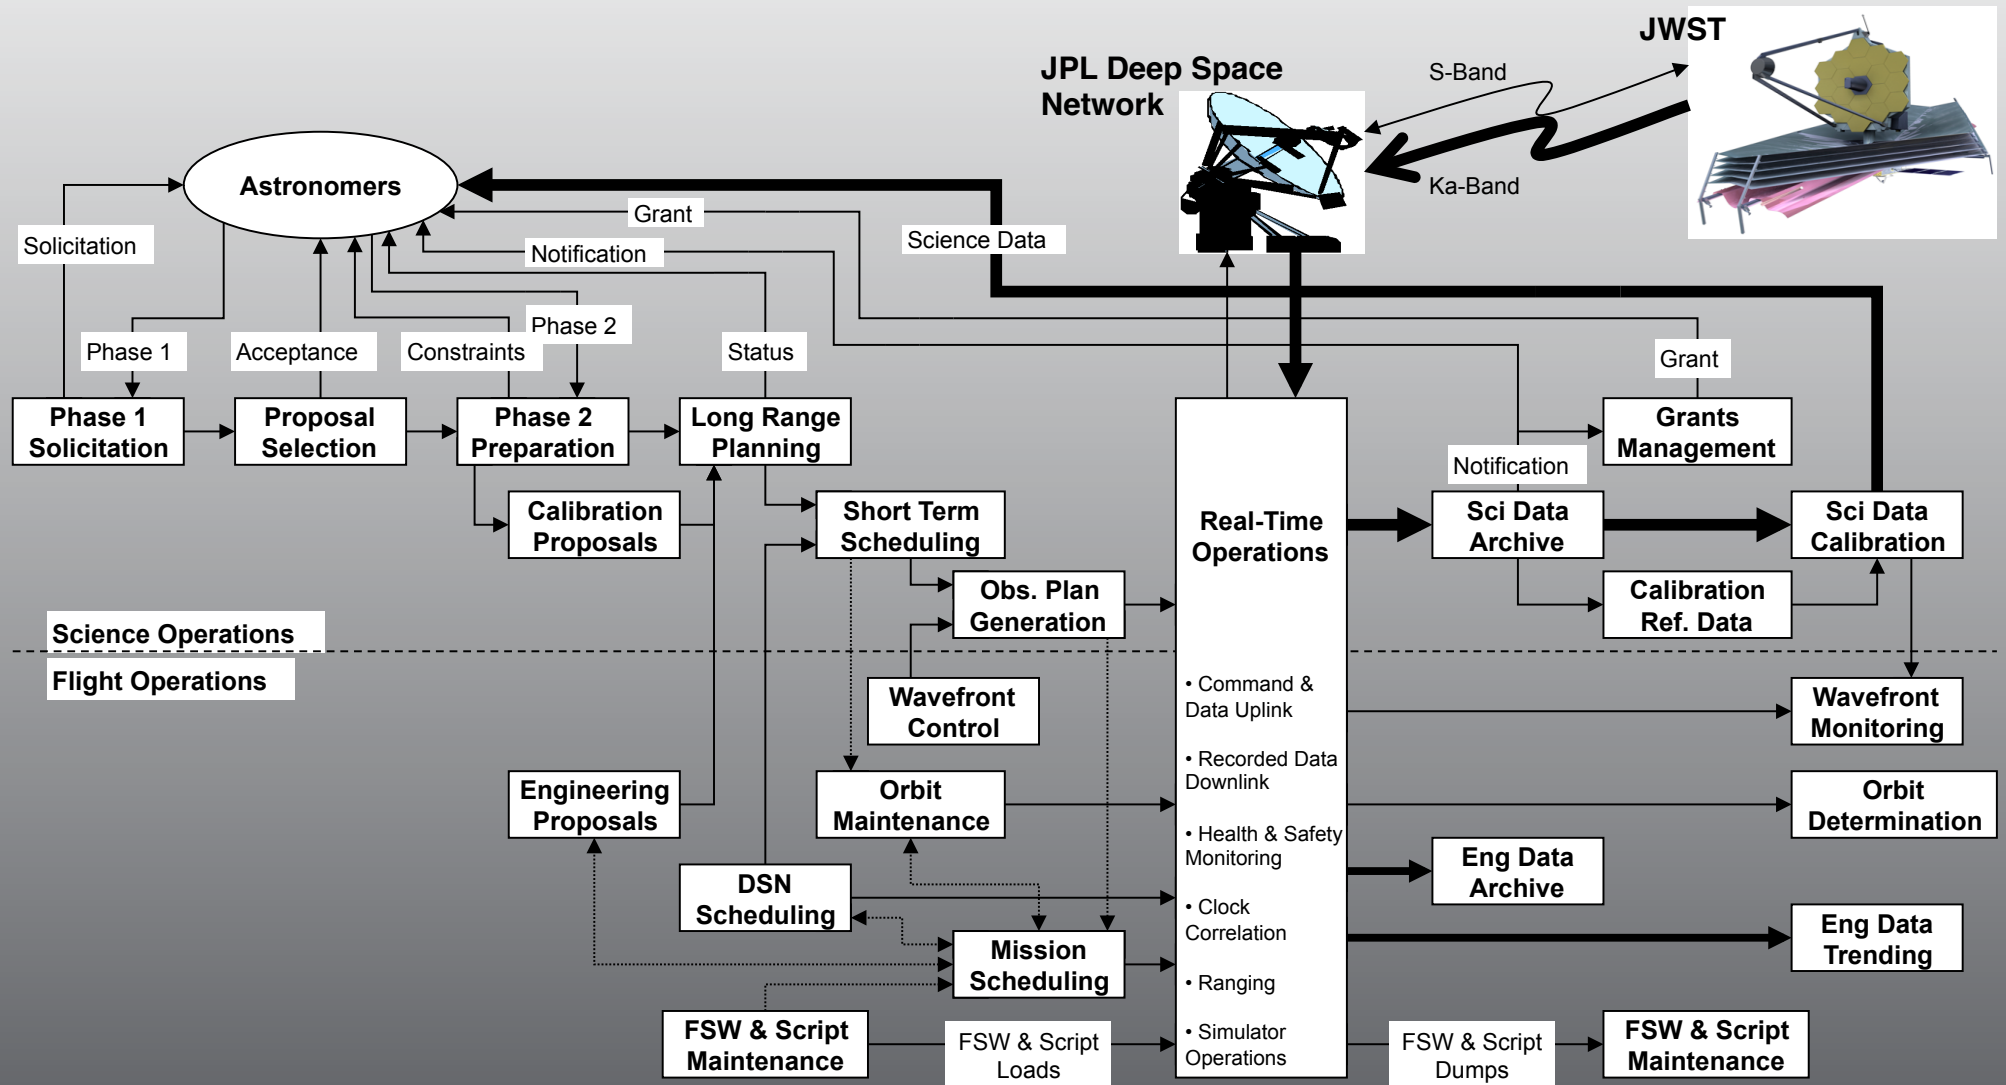 JWST
JPL Deep Space
Network
S-Band
Ka-Band
Astronomers
Grant
Solicitation
Science Data
Notification
Phase 2
Phase 1
Acceptance
Constraints
Status
Grant
Phase 1
Solicitation
Proposal
Selection
Phase 2
Preparation
Long Range
Planning
Grants
Management
Notification
Calibration
Proposals
Short Term
Scheduling
Real-Time
Operations
Sci Data
Archive
Sci Data
Calibration
Obs. Plan
Generation
Calibration
Ref. Data
Science Operations
Flight Operations
Wavefront
Control
• Command &
Data Uplink
Wavefront
Monitoring
• Recorded Data
Downlink
Engineering
Proposals
Orbit
Maintenance
Orbit
Determination
• Health & Safety
Monitoring
Eng Data
Archive
DSN
Scheduling
• Clock
Correlation
Eng Data
Trending
Mission
Scheduling
• Ranging
FSW & Script
Maintenance
FSW & Script
Loads
• Simulator
Operations
FSW & Script
Dumps
FSW & Script
Maintenance